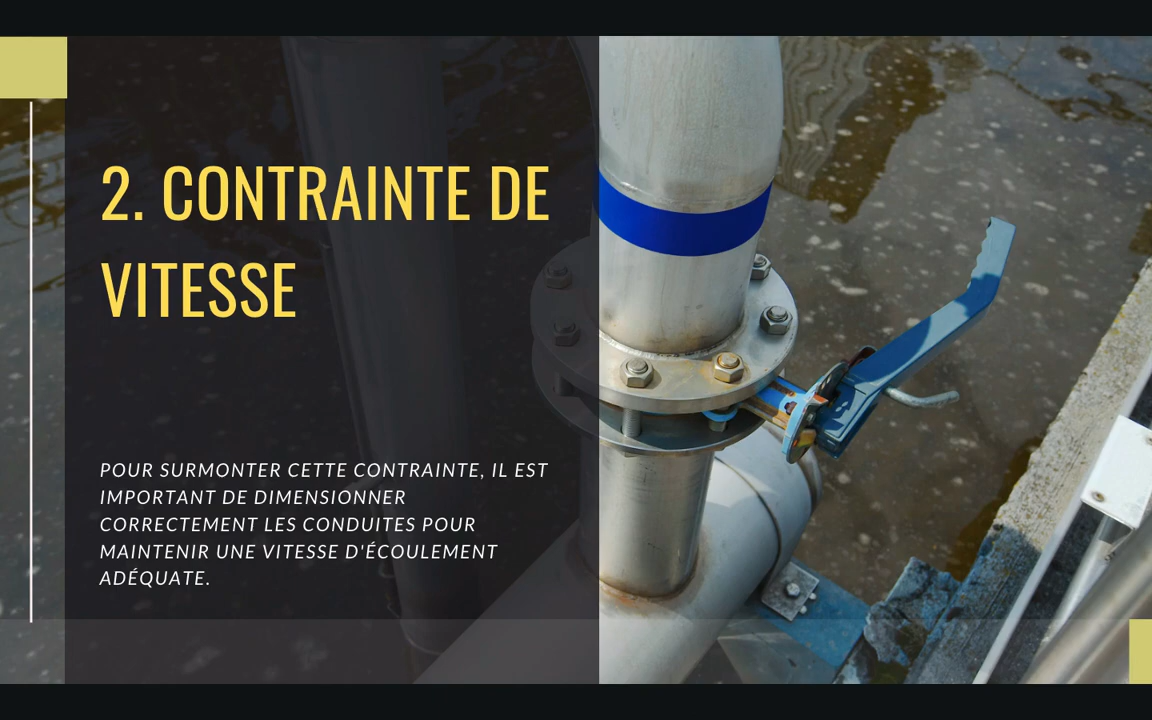 2. CONTRAINTE DE
VITESSE
POUR SURMONTER CETTE CONTRAINTE, IL EST
IMPORTANT DE DIMENSIONNER
CORRECTEMENT LES CONDUITES POUR
MAINTENIR UNE VITESSE D'ÉCOULEMENT
ADÉQUATE.